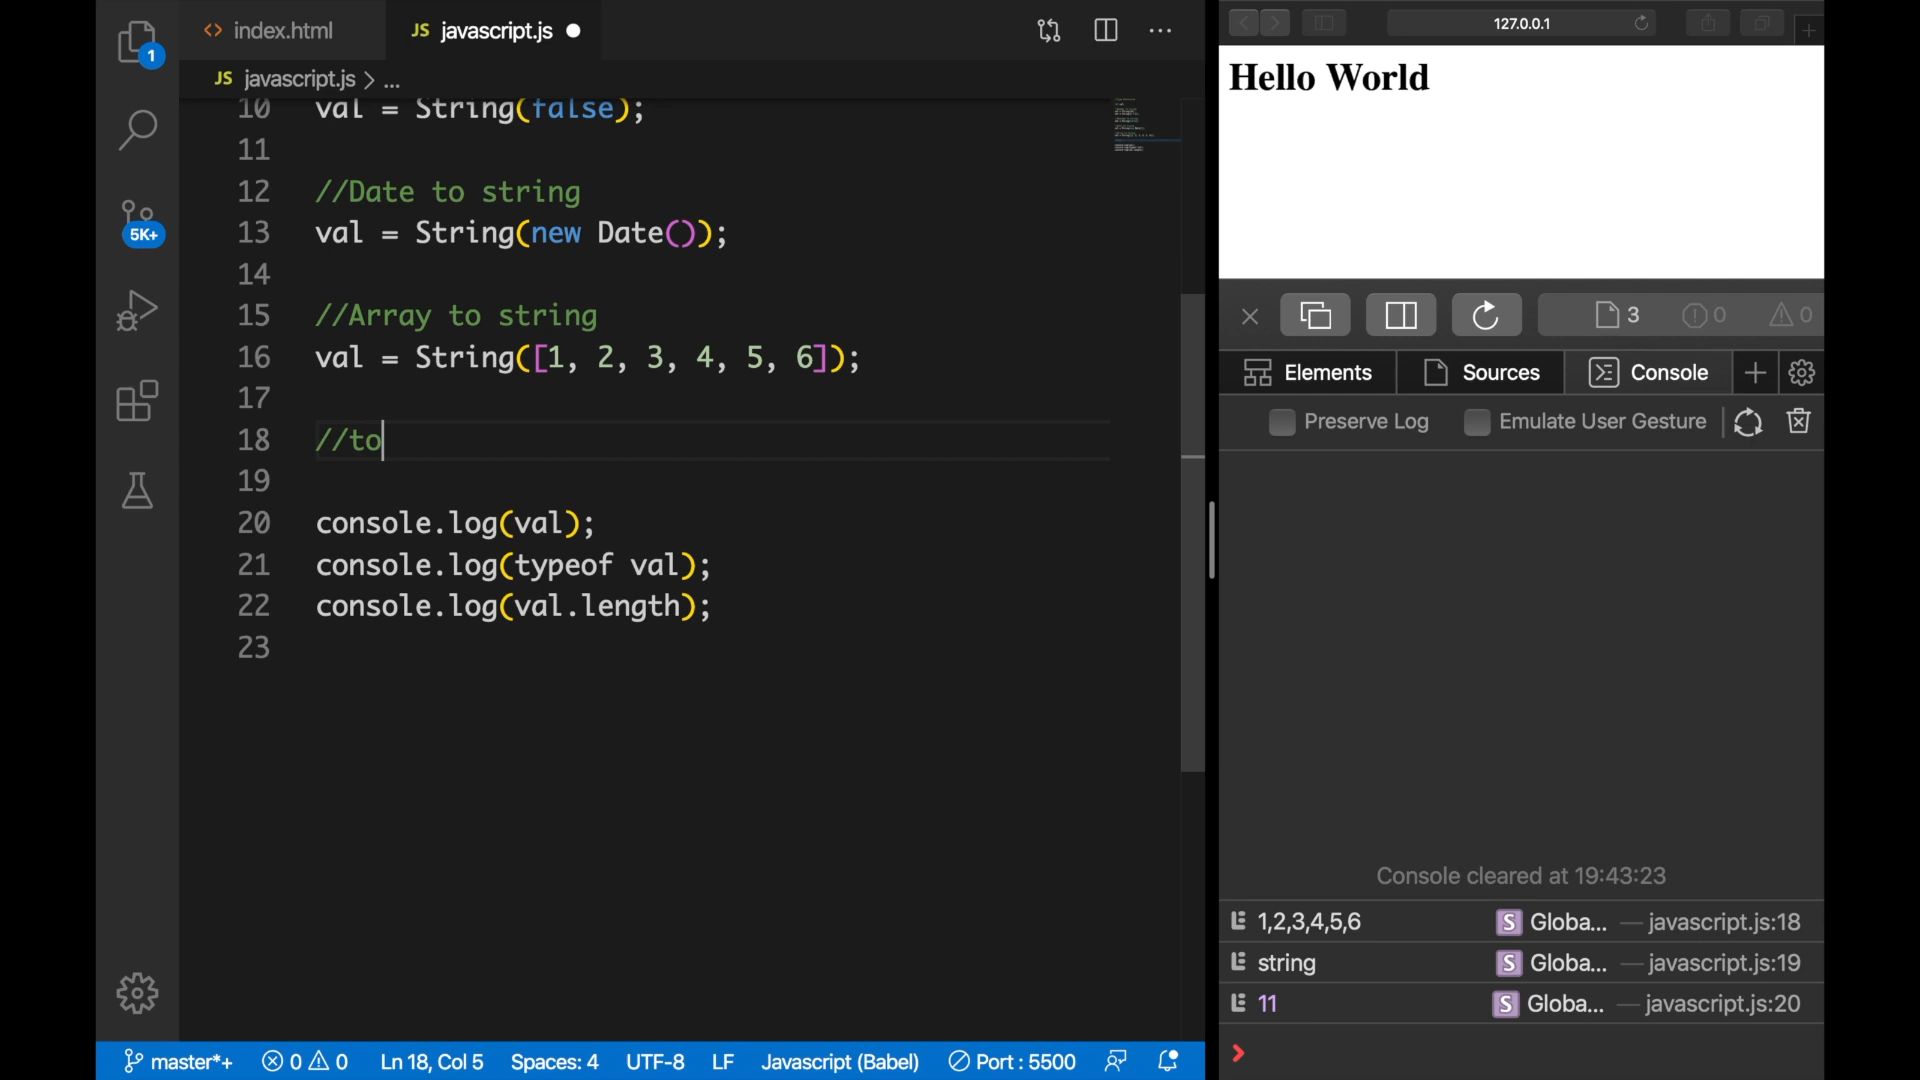 1
5K+
index.html
JS javascript.js
JS javascript.js > ...
10 val = String(false);
11
12 //Date to string
13 val = String(new Date());
14
15 //Array to string
16 val = String([1, 2, 3, 4, 5, 6]);
17
18 //to
19
20 console.log(val);
21 console.log(typeof val);
22 console.log(val.length);
23
master*+ 0 0 Ln 18, Col 5 Spaces: 4 UTF-8 LF Javascript (Babel) Port : 5500
127.0.0.1
Hello World
3 0 0
Elements Sources Console
Preserve Log Emulate User Gesture
Console cleared at 19:43:23
1,2,3,4,5,6 S Globa... — javascript.js:18
string S Globa... — javascript.js:19
11 S Globa... — javascript.js:20